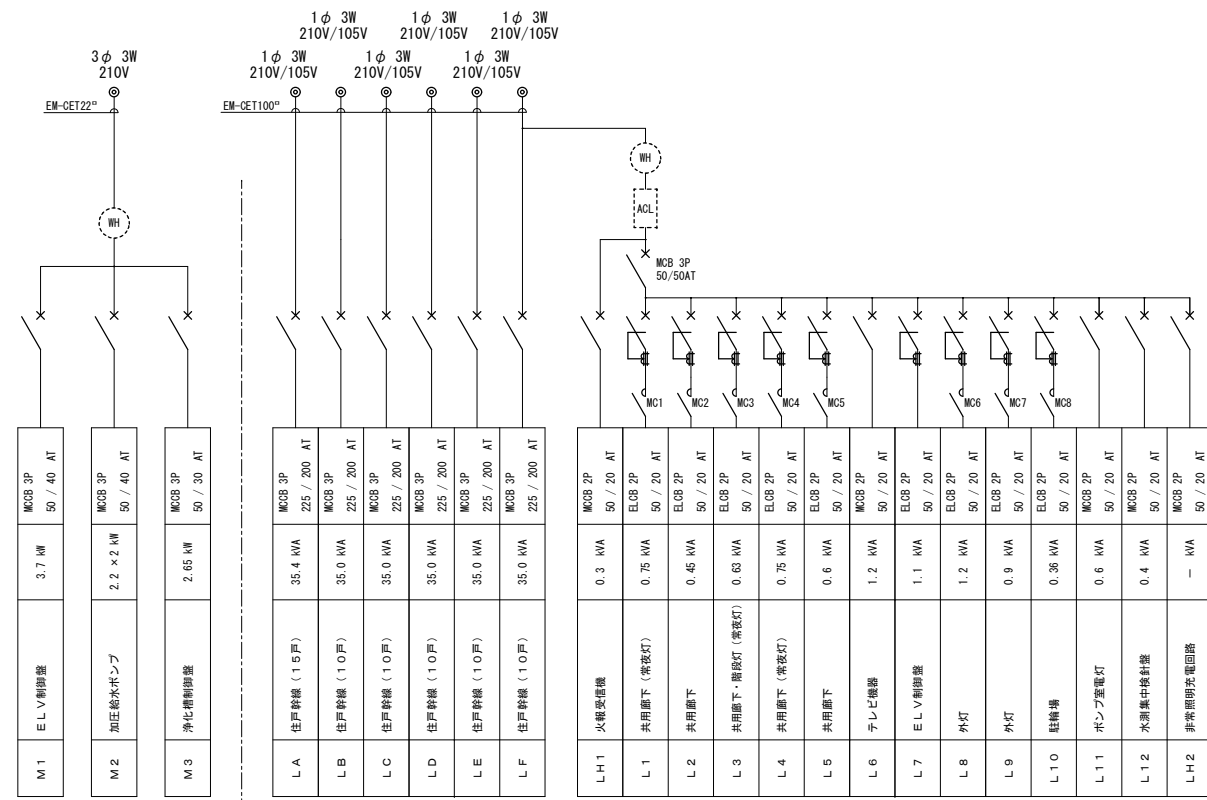 1φ 3W
210V/105V
1φ 3W
210V/105V
1φ 3W
210V/105V
3φ 3W
210V
1φ 3W
210V/105V
1φ 3W
210V/105V
1φ 3W
210V/105V
EM-CET22□
EM-CET100□
WH
WH
ACL
MCB 3P
50/50AT
MC1
MC2
MC3
MC4
MC5
MC6
MC7
MC8
MCCB 3P
50 / 40 AT
3.7 kW
ELV制御盤
M1
MCCB 3P
50 / 40 AT
2.2 × 2 kW
加圧給水ポンプ
M2
MCCB 3P
50 / 30 AT
2.65 kW
浄化槽制御盤
M3
MCCB 3P
225 / 200 AT
35.4 kVA
住戸幹線(15戸)
LA
MCCB 3P
225 / 200 AT
35.0 kVA
住戸幹線(10戸)
LB
MCCB 3P
225 / 200 AT
35.0 kVA
住戸幹線(10戸)
LC
MCCB 3P
225 / 200 AT
35.0 kVA
住戸幹線(10戸)
LD
MCCB 3P
225 / 200 AT
35.0 kVA
住戸幹線(10戸)
LE
MCCB 3P
225 / 200 AT
35.0 kVA
住戸幹線(10戸)
LF
MCCB 2P
50 / 20 AT
0.3 kVA
火報受信機
LH1
ELCB 2P
50 / 20 AT
0.75 kVA
共用廊下(常夜灯)
L1
ELCB 2P
50 / 20 AT
0.45 kVA
共用廊下
L2
ELCB 2P
50 / 20 AT
0.63 kVA
共用廊下・階段灯(常夜灯)
L3
ELCB 2P
50 / 20 AT
0.75 kVA
共用廊下(常夜灯)
L4
ELCB 2P
50 / 20 AT
0.6 kVA
共用廊下
L5
MCCB 2P
50 / 20 AT
1.2 kVA
テレビ機器
L6
ELCB 2P
50 / 20 AT
1.1 kVA
ELV制御盤
L7
ELCB 2P
50 / 20 AT
1.2 kVA
外灯
L8
ELCB 2P
50 / 20 AT
0.9 kVA
外灯
L9
ELCB 2P
50 / 20 AT
0.36 kVA
駐輪場
L10
MCCB 2P
50 / 20 AT
0.6 kVA
ポンプ室電灯
L11
MCCB 2P
50 / 20 AT
0.4 kVA
水測集中検針盤
L12
MCCB 2P
50 / 20 AT
― kVA
非常照明充電回路
LH2